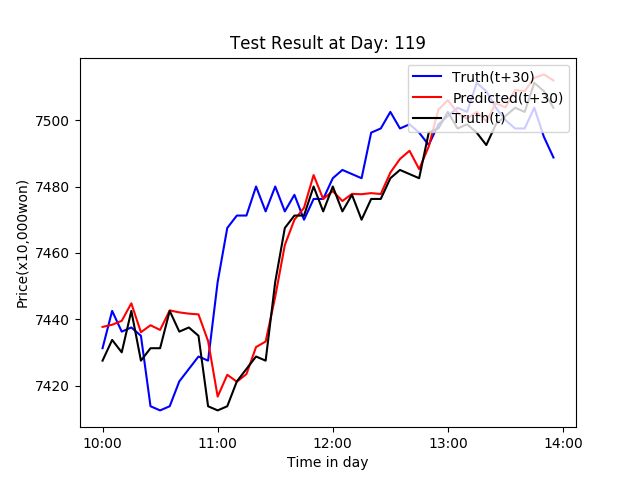 Test Result at Day: 119
Truth(t+30)
Predicted(t+30)
Truth(t)
Price(x10,000won)
7500
7480
7460
7440
7420
10:00 11:00 12:00 13:00 14:00
Time in day